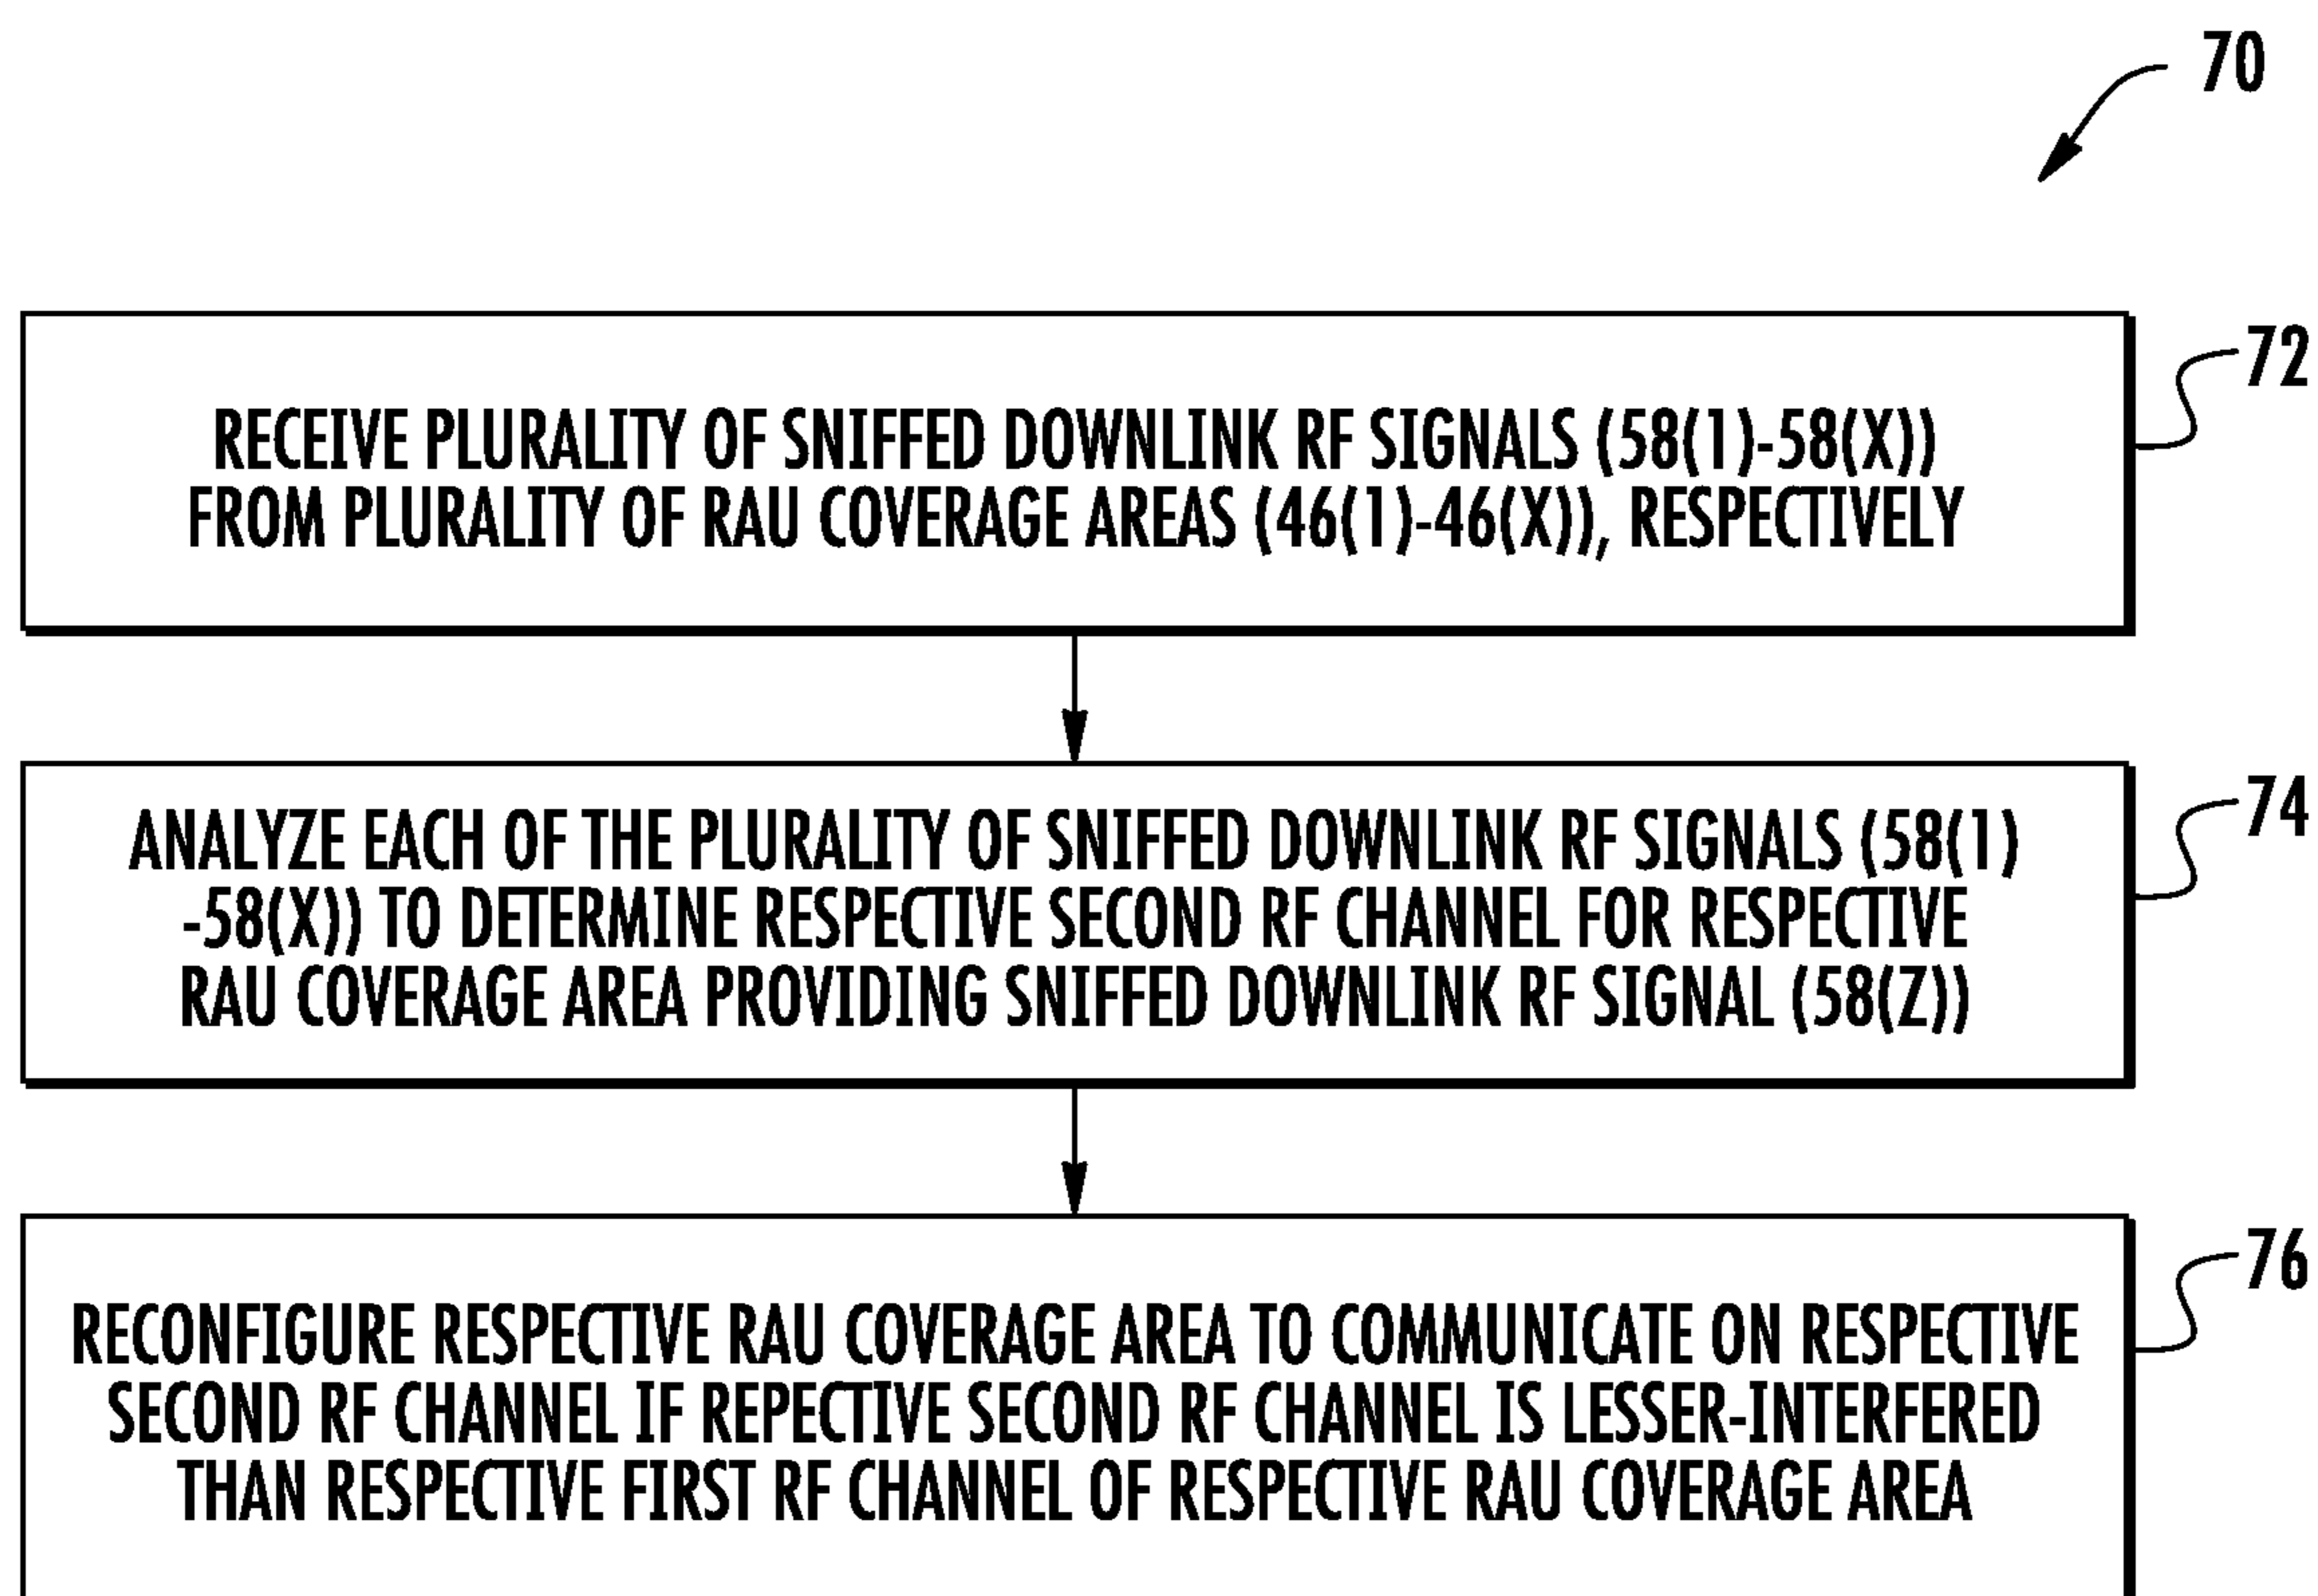 70
72
RECEIVE PLURALITY OF SNIFFED DOWNLINK RF SIGNALS (58(1)-58(X))
FROM PLURALITY OF RAU COVERAGE AREAS (46(1)-46(X)), RESPECTIVELY
74
ANALYZE EACH OF THE PLURALITY OF SNIFFED DOWNLINK RF SIGNALS (58(1)
-58(X)) TO DETERMINE RESPECTIVE SECOND RF CHANNEL FOR RESPECTIVE
RAU COVERAGE AREA PROVIDING SNIFFED DOWNLINK RF SIGNAL (58(Z))
76
RECONFIGURE RESPECTIVE RAU COVERAGE AREA TO COMMUNICATE ON RESPECTIVE
SECOND RF CHANNEL IF REPECTIVE SECOND RF CHANNEL IS LESSER-INTERFERED
THAN RESPECTIVE FIRST RF CHANNEL OF RESPECTIVE RAU COVERAGE AREA